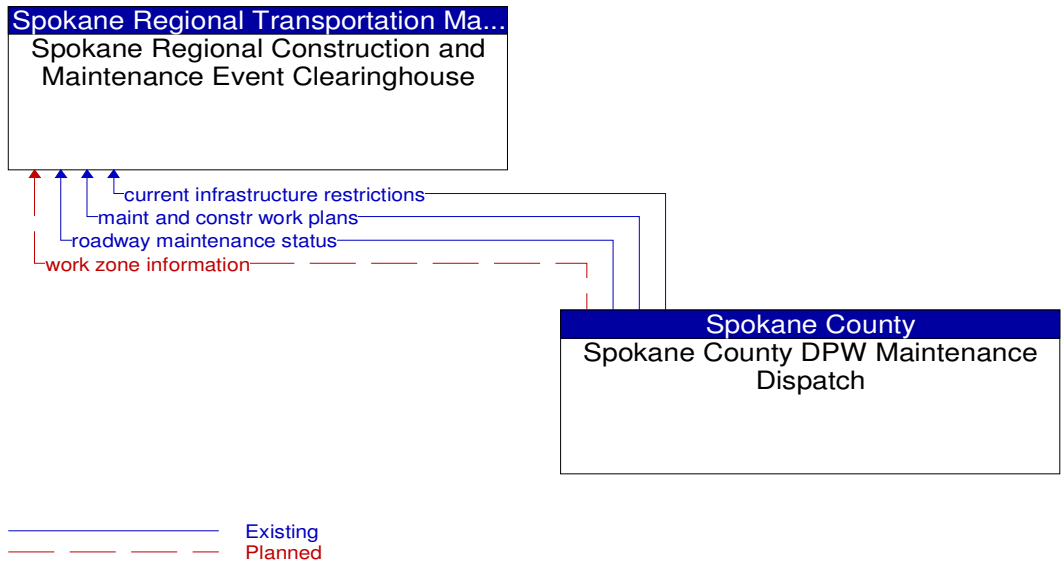 Spokane Regional Transportation Ma...
Spokane Regional Construction and
Maintenance Event Clearinghouse
current infrastructure restrictions
maint and constr work plans
roadway maintenance status
work zone information
Spokane County
Spokane County DPW Maintenance
Dispatch
Existing
Planned